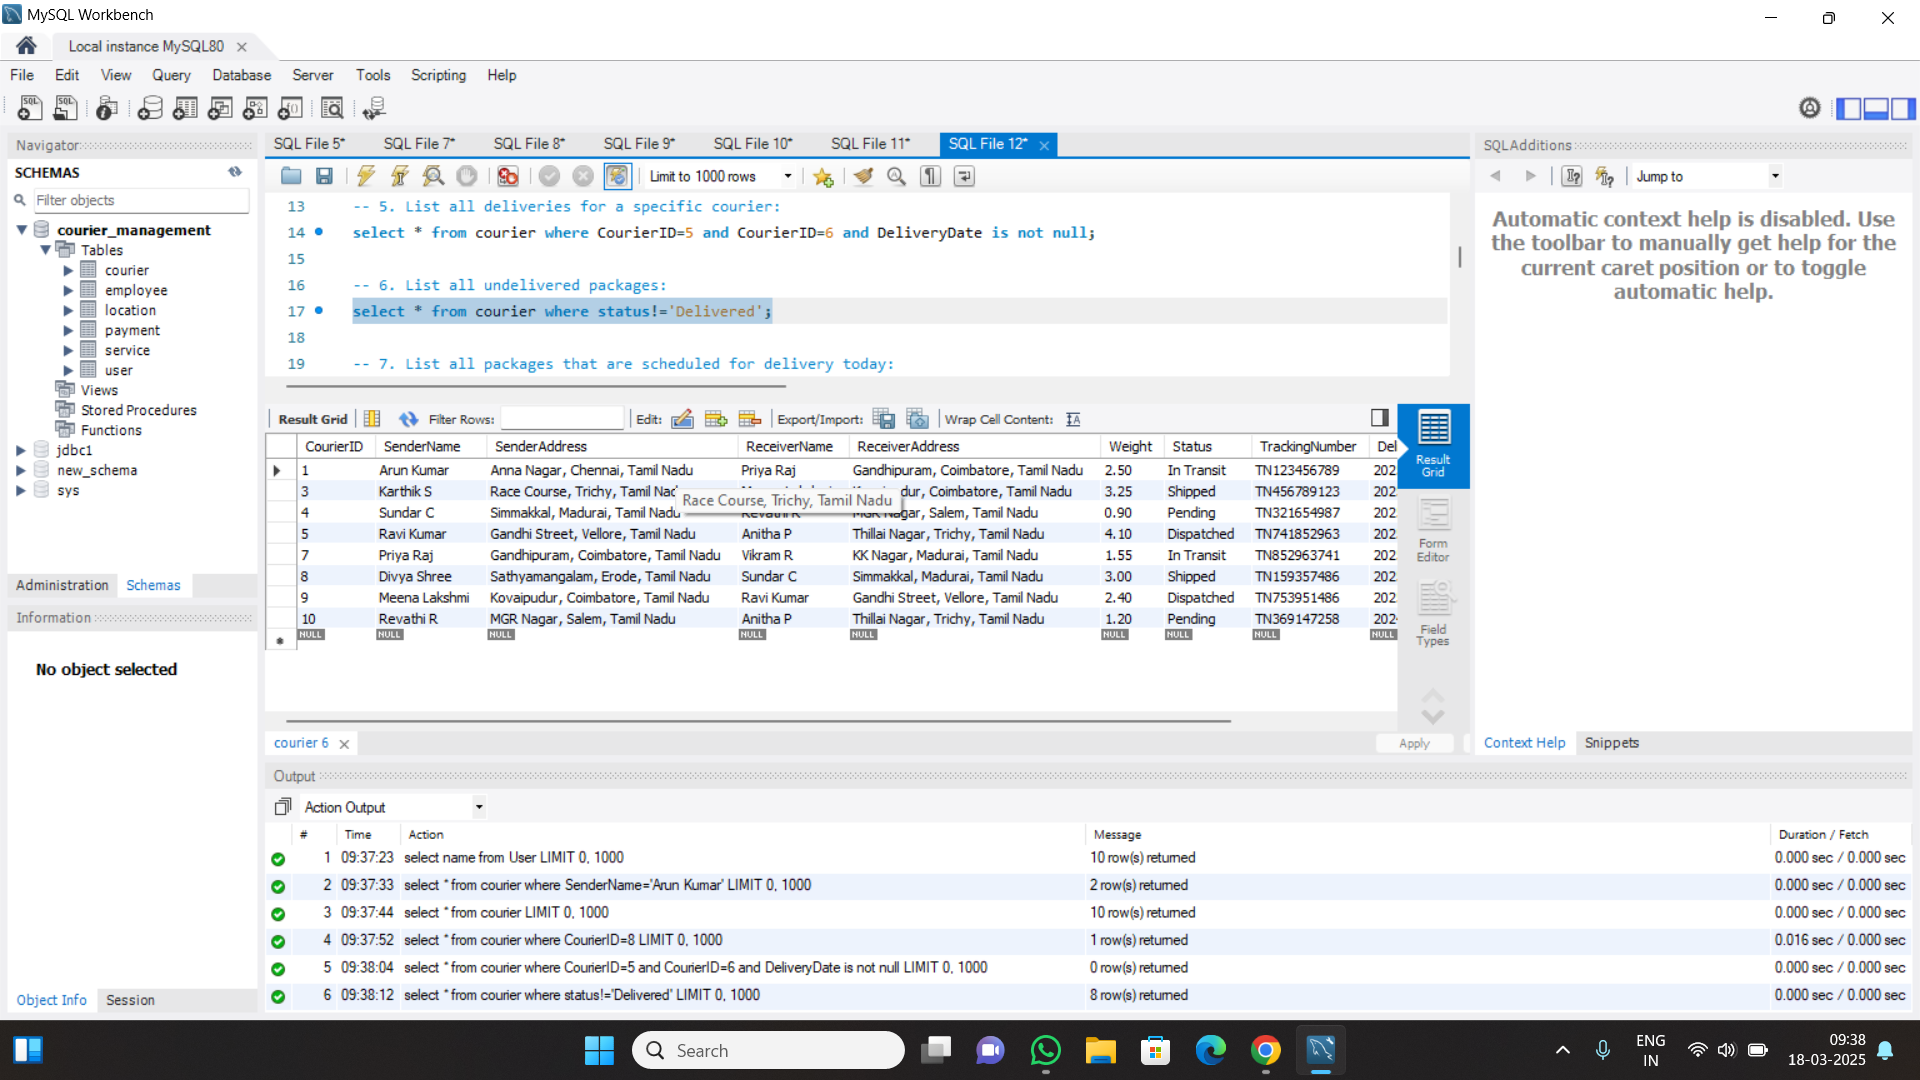 MySQL Workbench
Local instance MySQL80
File Edit View Query Database Server Tools Scripting Help
Navigator
SCHEMAS
Filter objects
courier_management
Tables
courier
employee
location
payment
service
user
Views
Stored Procedures
Functions
jdbc1
new_schema
sys
Administration Schemas
Information
No object selected
Object Info Session
SQL File 5* SQL File 7* SQL File 8* SQL File 9* SQL File 10* SQL File 11* SQL File 12*
Limit to 1000 rows
13 -- 5. List all deliveries for a specific courier:
14 select * from courier where CourierID=5 and CourierID=6 and DeliveryDate is not null;
15
16 -- 6. List all undelivered packages:
17 select * from courier where status!='Delivered';
18
19 -- 7. List all packages that are scheduled for delivery today:
Result Grid Filter Rows: Edit: Export/Import: Wrap Cell Content:
CourierID SenderName SenderAddress ReceiverName ReceiverAddress Weight Status TrackingNumber Del
1 Arun Kumar Anna Nagar, Chennai, Tamil Nadu Priya Raj Gandhipuram, Coimbatore, Tamil Nadu 2.50 In Transit TN123456789 202
3 Karthik S Race Course, Trichy, Tamil Nadu dur, Coimbatore, Tamil Nadu 3.25 Shipped TN456789123 202
Race Course, Trichy, Tamil Nadu
4 Sundar C Simmakkal, Madurai, Tamil Nadu Revathi R MGR Nagar, Salem, Tamil Nadu 0.90 Pending TN321654987 202
5 Ravi Kumar Gandhi Street, Vellore, Tamil Nadu Anitha P Thillai Nagar, Trichy, Tamil Nadu 4.10 Dispatched TN741852963 202
7 Priya Raj Gandhipuram, Coimbatore, Tamil Nadu Vikram R KK Nagar, Madurai, Tamil Nadu 1.55 In Transit TN852963741 202
8 Divya Shree Sathyamangalam, Erode, Tamil Nadu Sundar C Simmakkal, Madurai, Tamil Nadu 3.00 Shipped TN159357486 202
9 Meena Lakshmi Kovaipudur, Coimbatore, Tamil Nadu Ravi Kumar Gandhi Street, Vellore, Tamil Nadu 2.40 Dispatched TN753951486 202
10 Revathi R MGR Nagar, Salem, Tamil Nadu Anitha P Thillai Nagar, Trichy, Tamil Nadu 1.20 Pending TN369147258 202
NULL NULL NULL NULL NULL NULL NULL NULL NULL
Result Grid
Form Editor
Field Types
courier 6
Apply
SQLAdditions
Jump to
Automatic context help is disabled. Use
the toolbar to manually get help for the
current caret position or to toggle
automatic help.
Context Help Snippets
Output
Action Output
# Time Action Message Duration / Fetch
1 09:37:23 select name from User LIMIT 0, 1000 10 row(s) returned 0.000 sec / 0.000 sec
2 09:37:33 select * from courier where SenderName='Arun Kumar' LIMIT 0, 1000 2 row(s) returned 0.000 sec / 0.000 sec
3 09:37:44 select * from courier LIMIT 0, 1000 10 row(s) returned 0.000 sec / 0.000 sec
4 09:37:52 select * from courier where CourierID=8 LIMIT 0, 1000 1 row(s) returned 0.016 sec / 0.000 sec
5 09:38:04 select * from courier where CourierID=5 and CourierID=6 and DeliveryDate is not null LIMIT 0, 1000 0 row(s) returned 0.000 sec / 0.000 sec
6 09:38:12 select * from courier where status!='Delivered' LIMIT 0, 1000 8 row(s) returned 0.000 sec / 0.000 sec
Search
ENG
IN
09:38
18-03-2025